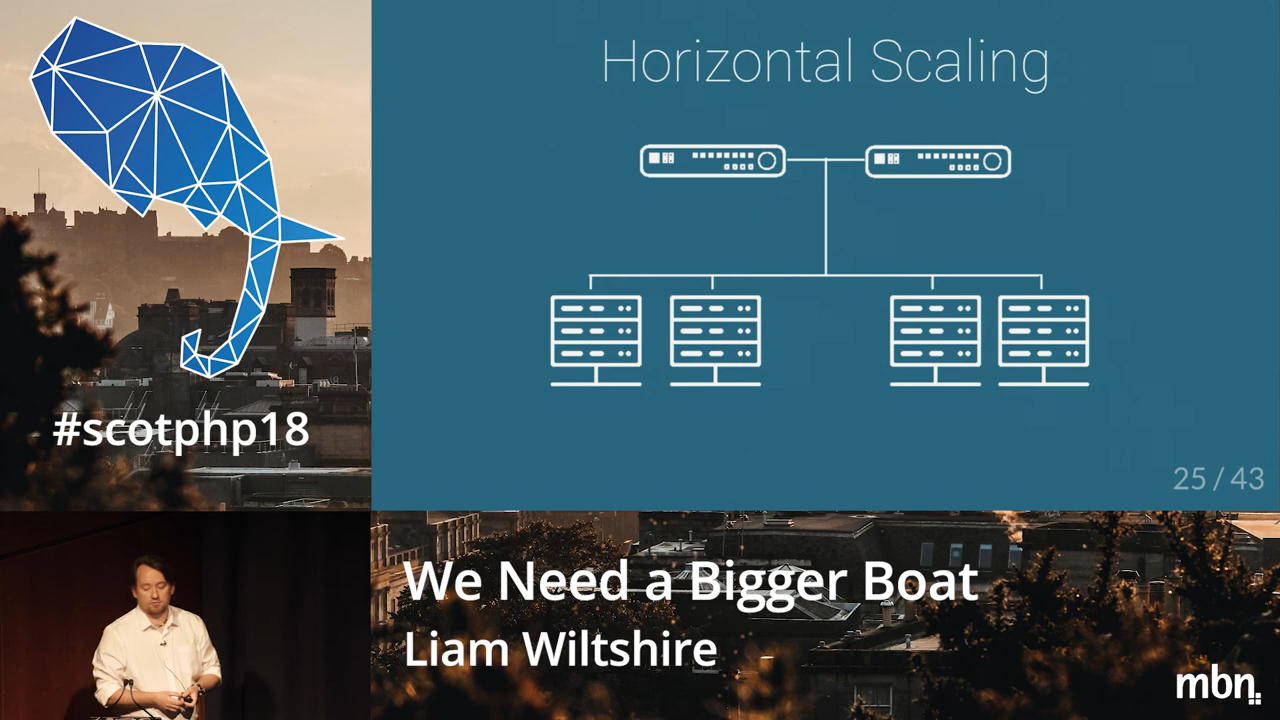 Horizontal Scaling
25 / 43
#scotphp18
We Need a Bigger Boat
Liam Wiltshire
mbn